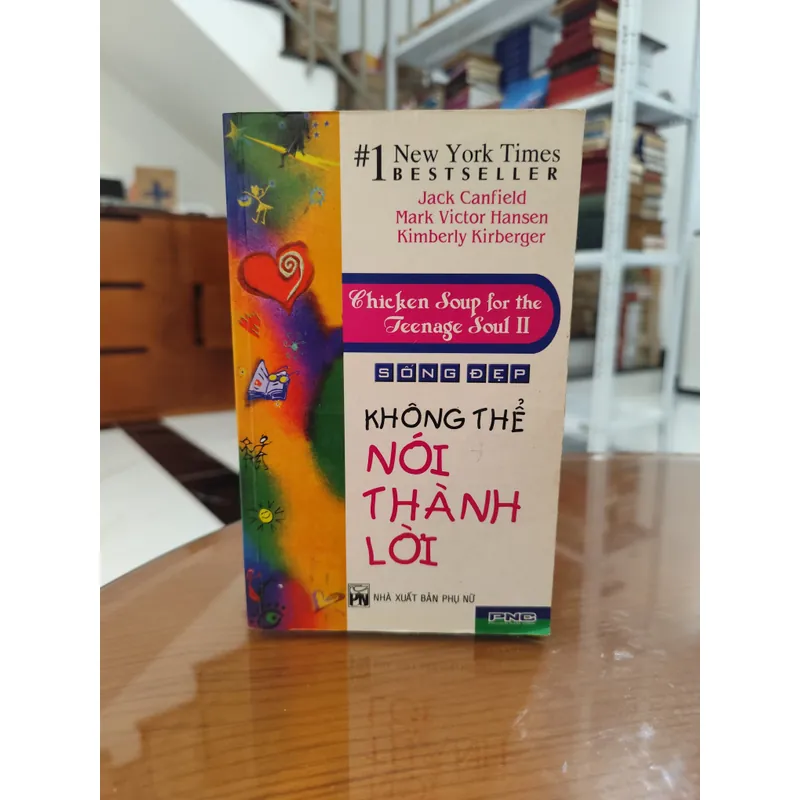 #1 New York Times
BESTSELLER
Jack Canfield
Mark Victor Hansen
Kimberly Kirberger
Chicken Soup for the
Teenage Soul II
SỐNG ĐẸP
KHÔNG THỂ
NÓI
THÀNH
LỜI
PN NHÀ XUẤT BẢN PHỤ NỮ
PNC